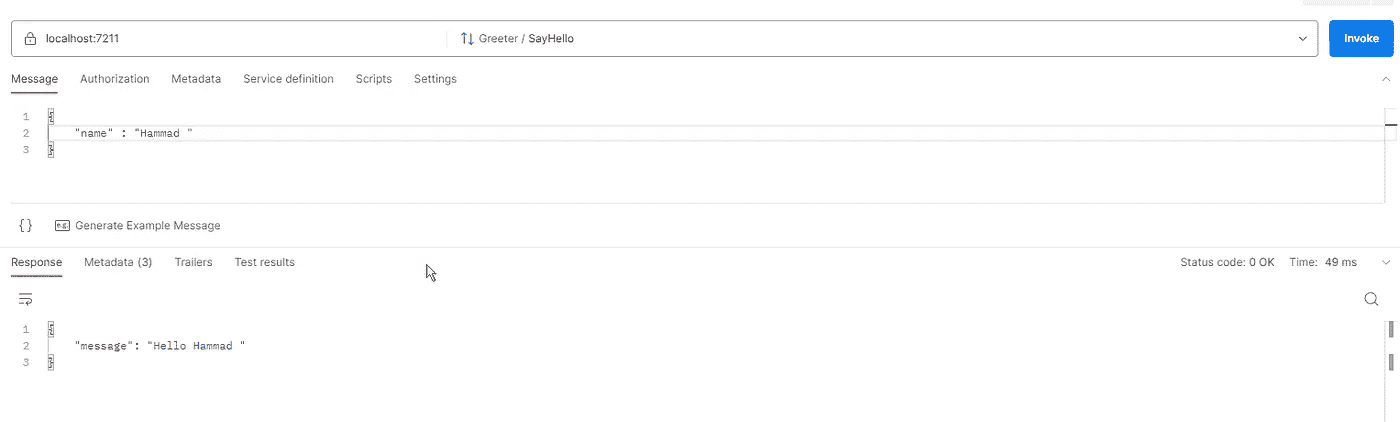 localhost:7211 Greeter / SayHello Invoke
Message Authorization Metadata Service definition Scripts Settings
1 {
2 "name" : "Hammad "
3 }
{} e.g. Generate Example Message
Response Metadata (3) Trailers Test results Status code: 0 OK Time: 49 ms
1 {
2 "message": "Hello Hammad "
3 }